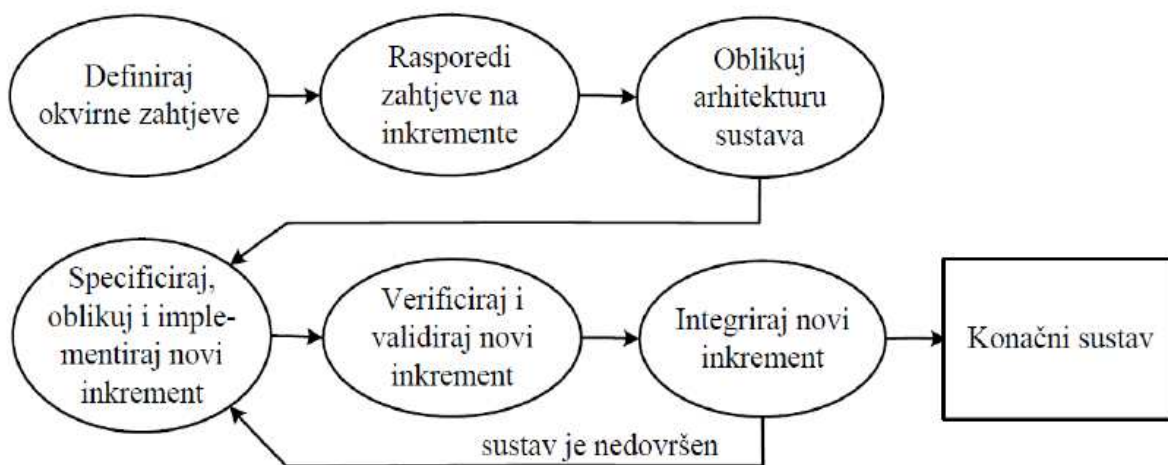 Definiraj
okvirne zahtjeve
Rasporedi
zahtjeve na
inkremente
Oblikuj
arhitekturu
sustava
Specificiraj,
oblikuj i imple-
mentiraj novi
inkrement
Verificiraj i
validiraj novi
inkrement
Integriraj novi
inkrement
Konačni sustav
sustav je nedovršen